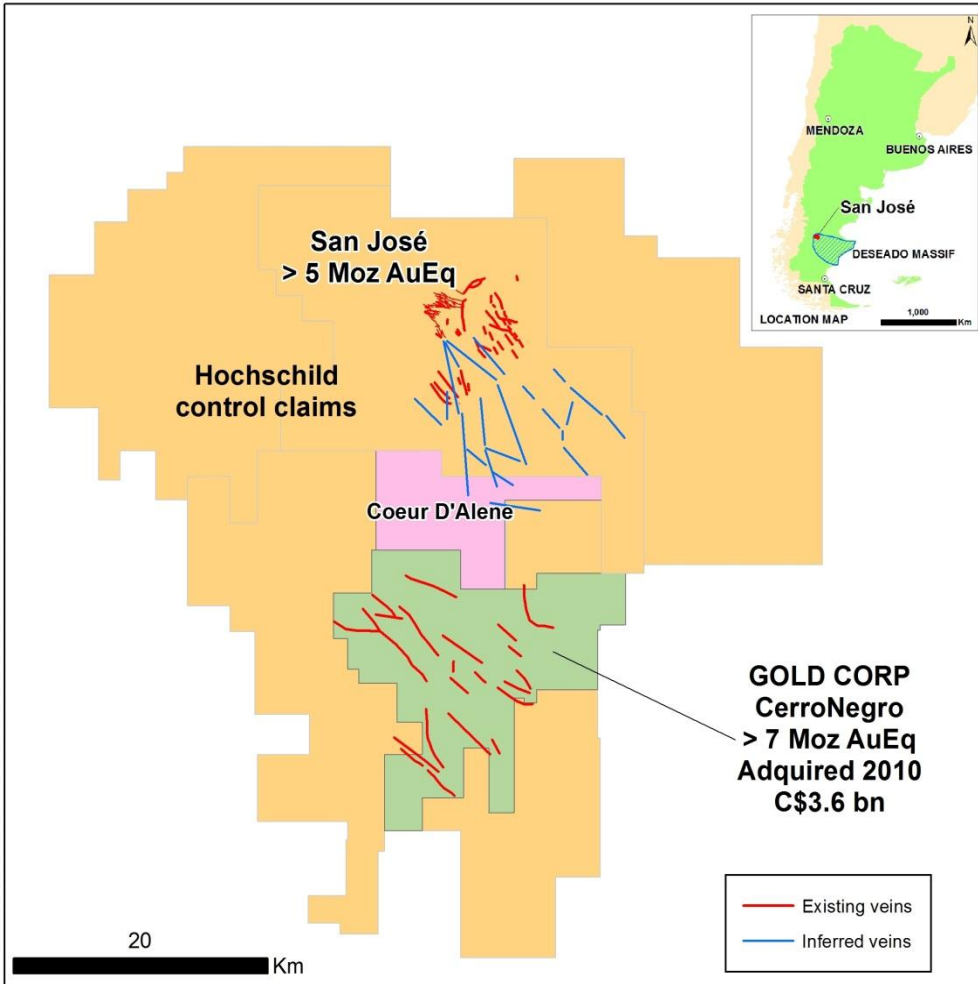 N
MENDOZA
BUENOS AIRES
San José
DESEADO MASSIF
SANTA CRUZ
LOCATION MAP
1,000
Km
San José
> 5 Moz AuEq
Hochschild
control claims
Coeur D'Alene
GOLD CORP
CerroNegro
> 7 Moz AuEq
Adquired 2010
C$3.6 bn
20
Km
Existing veins
Inferred veins